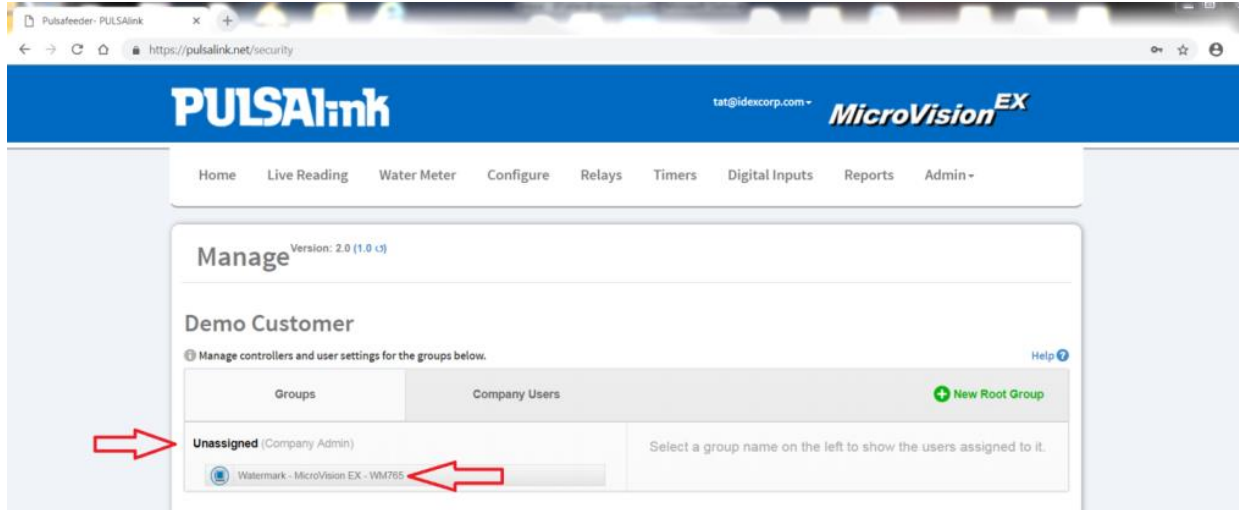 Pulsafeeder- PULSAlink
https://pulsalink.net/security
PULSAlink
tat@idexcorp.com
MicroVision EX
Home Live Reading Water Meter Configure Relays Timers Digital Inputs Reports Admin
Manage Version: 2.0 (1.0 ↺)
Demo Customer
Manage controllers and user settings for the groups below. Help
Groups Company Users New Root Group
Unassigned (Company Admin) Select a group name on the left to show the users assigned to it.
Watermark - MicroVision EX - WM765